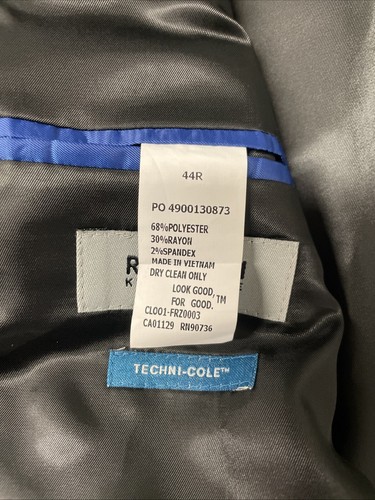 44R
PO 4900130873
68%POLYESTER
30%RAYON
2%SPANDEX
MADE IN VIETNAM
DRY CLEAN ONLY
LOOK GOOD,™
FOR GOOD.
CL001-FRZ0003
CA01129 RN90736
TECHNI-COLE™